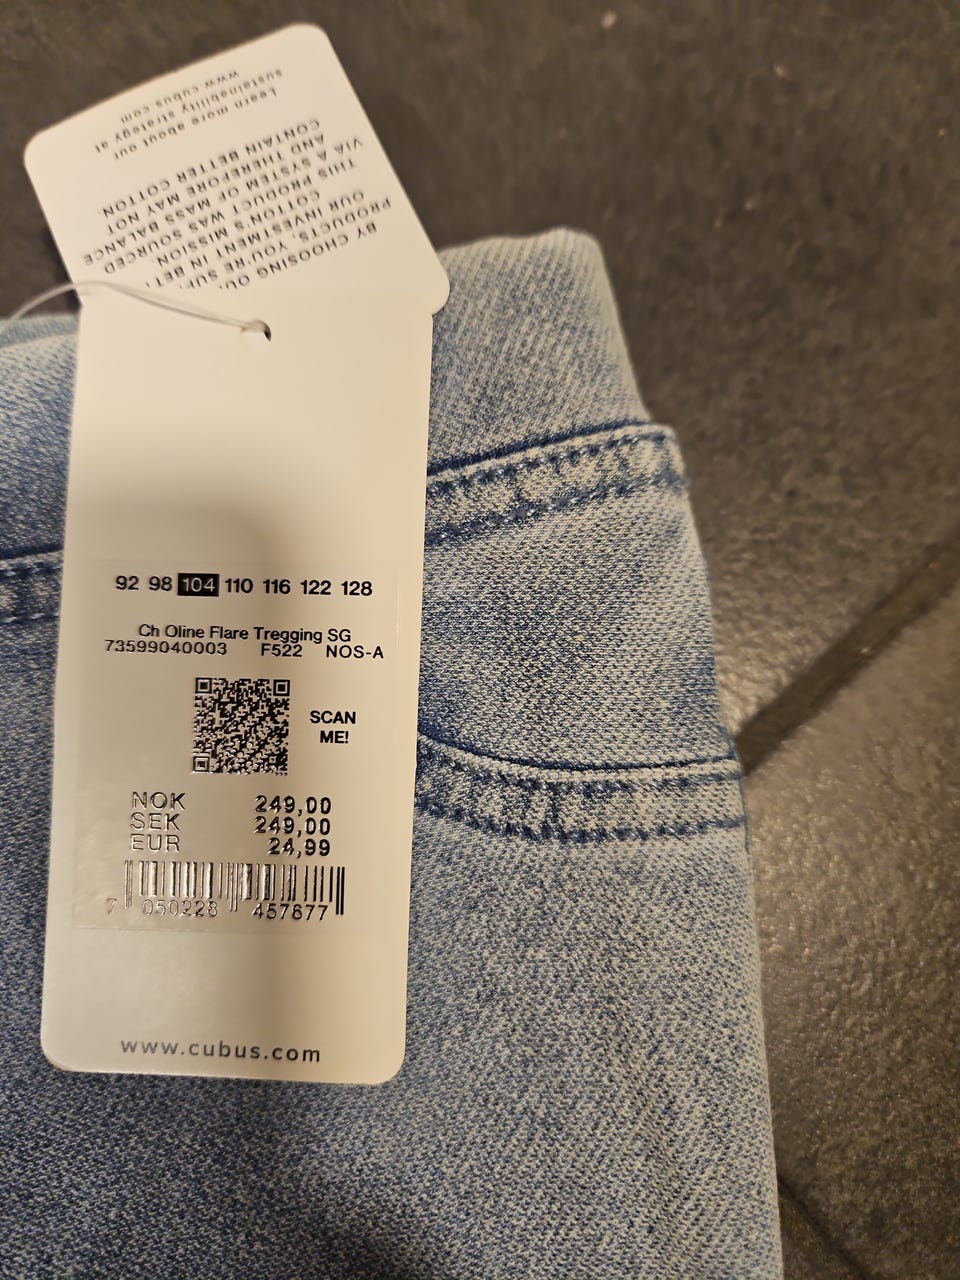 BY CHOOSING
PRODUCTS, YOU'RE
OUR INVESTMENT IN
COTTON'S MISSION.
THIS PRODUCT WAS SOURCED
VIA A SYSTEM OF MASS BALANCE
AND THEREFORE MAY NOT
CONTAIN BETTER COTTON.
Learn more about our
sustainability strategy at
www.cubus.com
92 98 104 110 116 122 128
Ch Oline Flare Tregging SG
73599040003 F522 NOS-A
SCAN
ME!
NOK 249,00
SEK 249,00
EUR 24,99
7 050228 457677
www.cubus.com